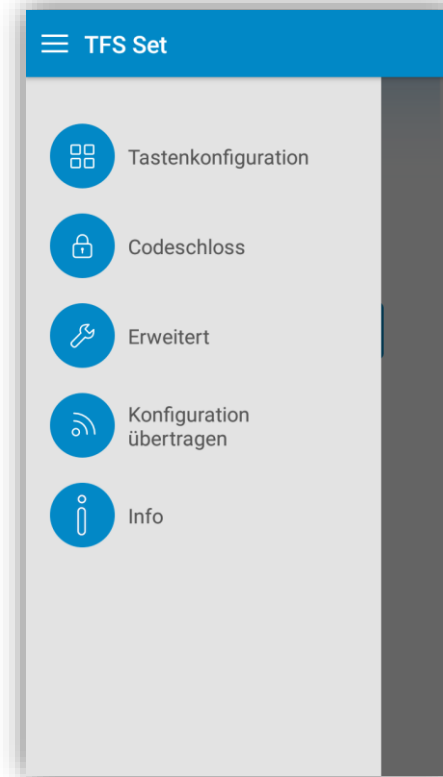 TFS Set
Tastenkonfiguration
Codeschloss
Erweitert
Konfiguration
übertragen
Info